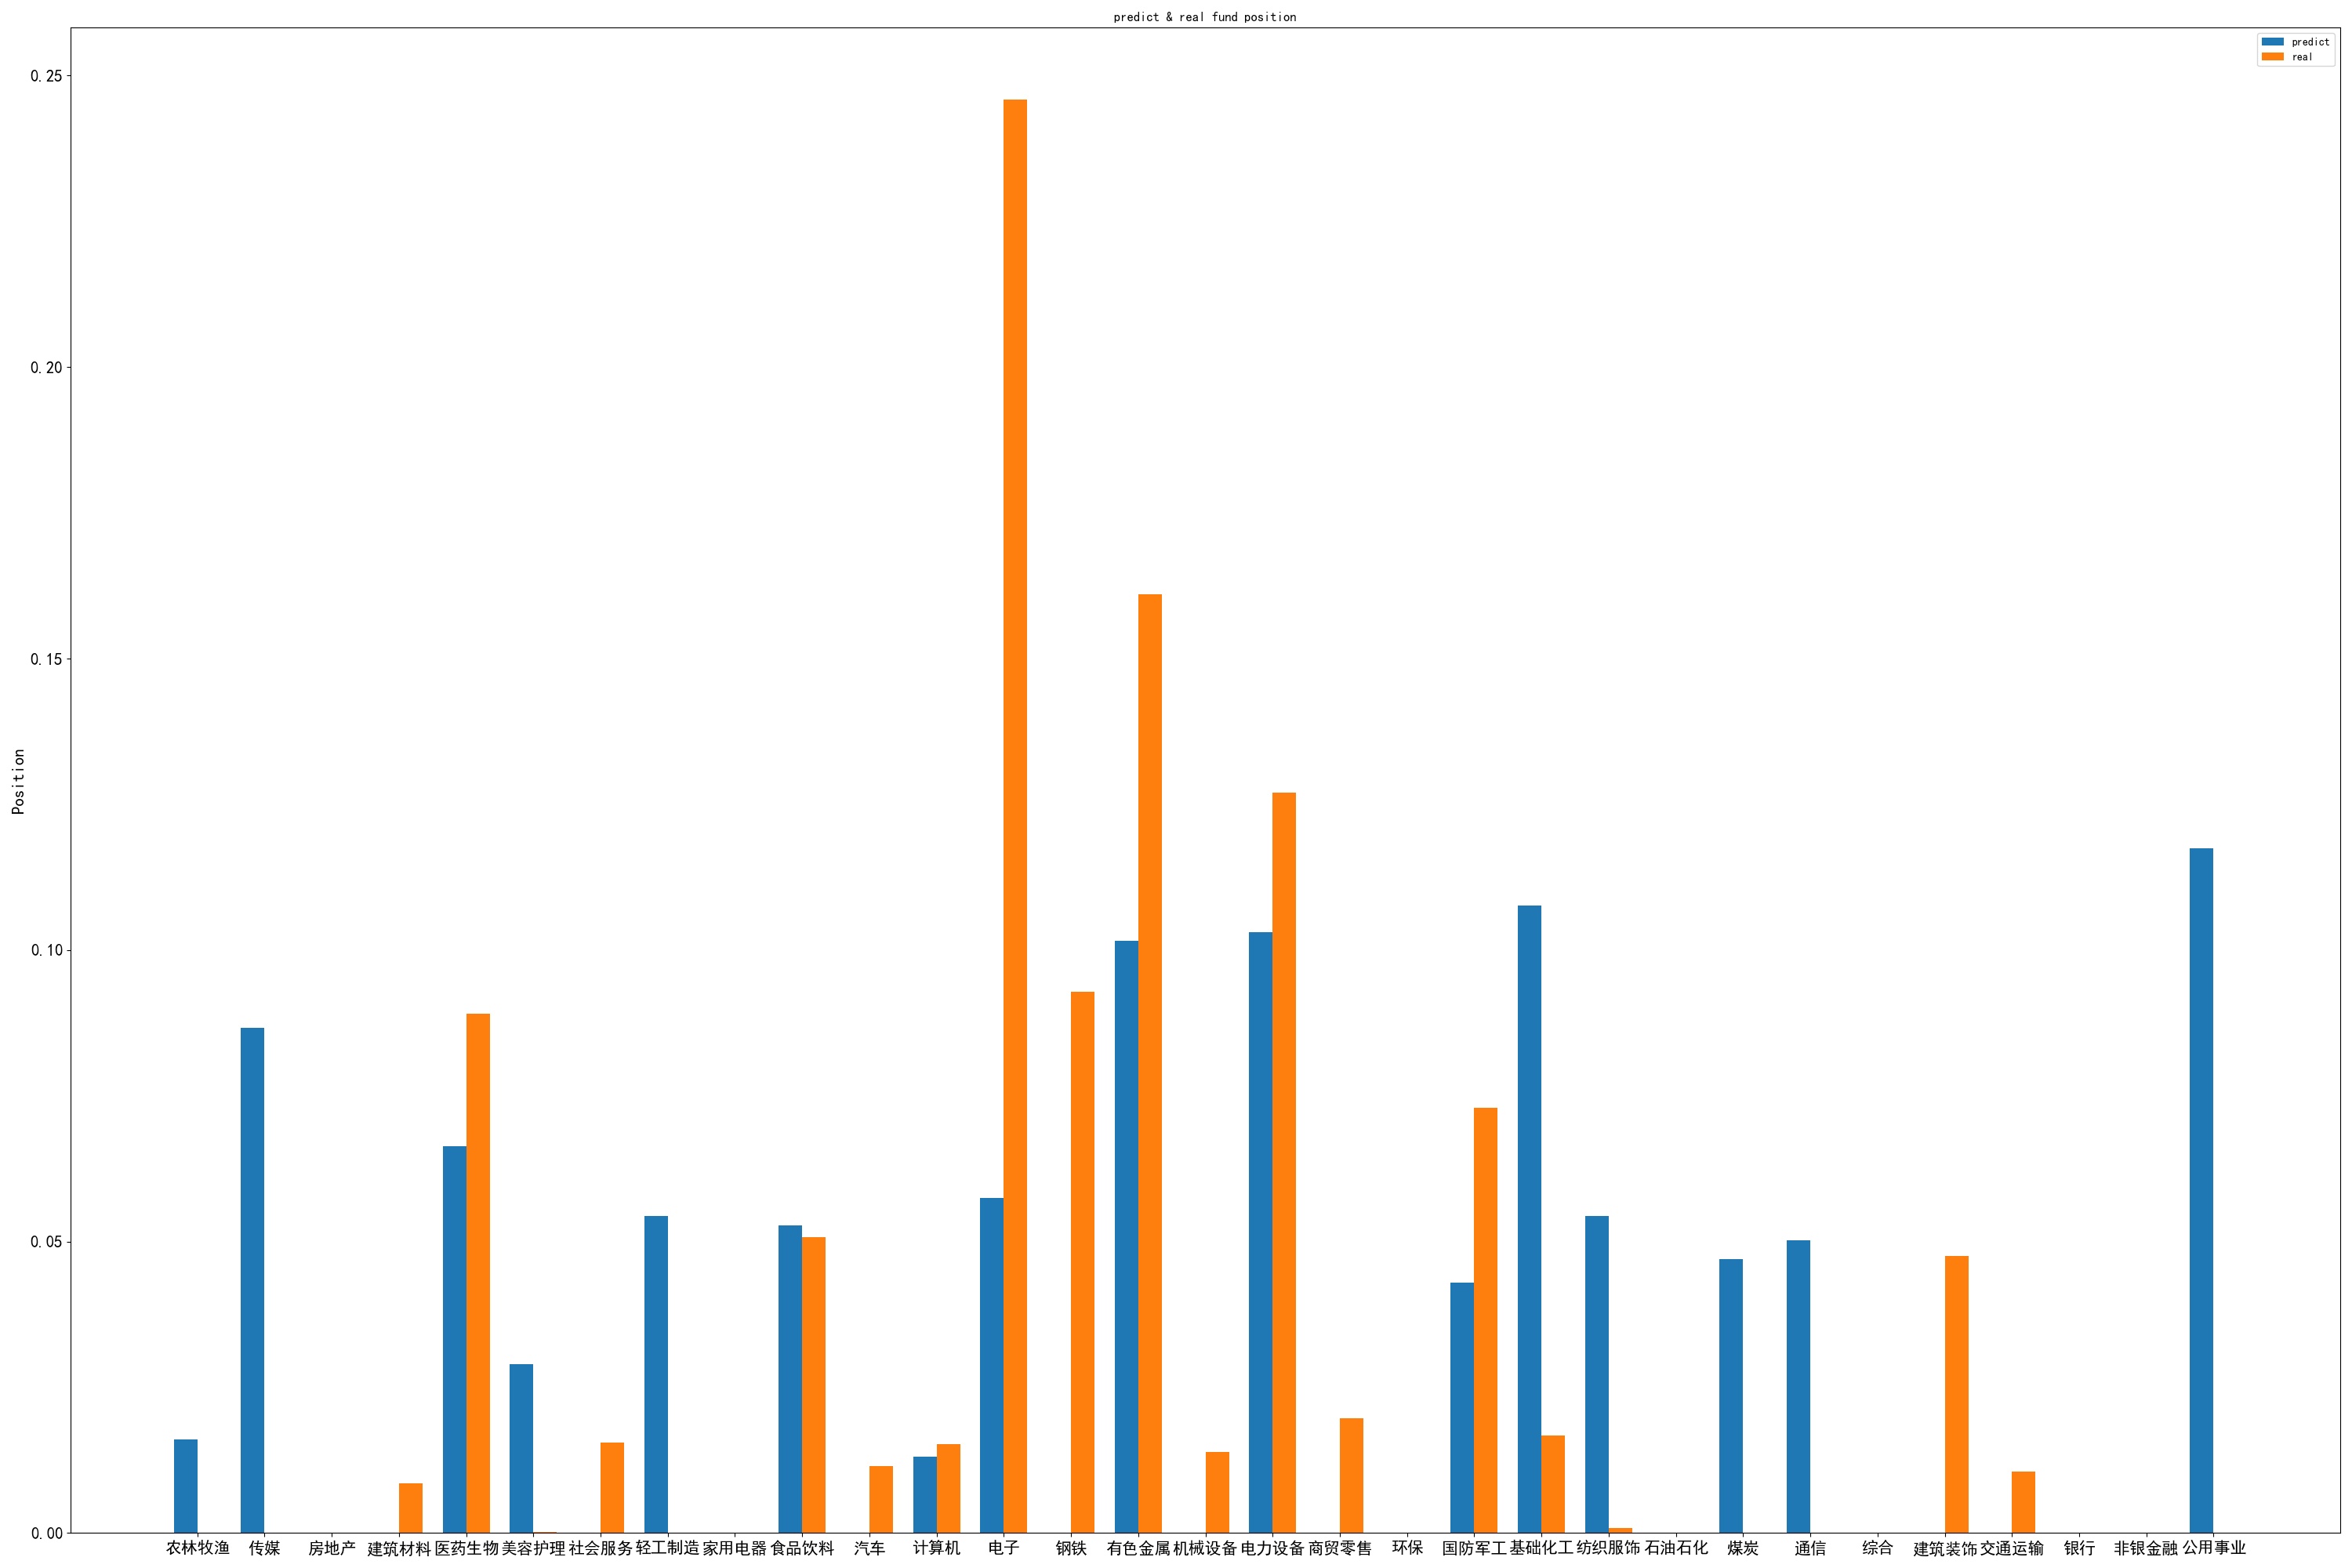 predict & real fund position
predict
real
0.25
0.20
0.15
0.10
0.05
0.00
Position
农林牧渔 传媒 房地产 建筑材料 医药生物 美容护理 社会服务 轻工制造 家用电器 食品饮料 汽车 计算机 电子 钢铁 有色金属 机械设备 电力设备 商贸零售 环保 国防军工 基础化工 纺织服饰 石油石化 煤炭 通信 综合 建筑装饰 交通运输 银行 非银金融 公用事业